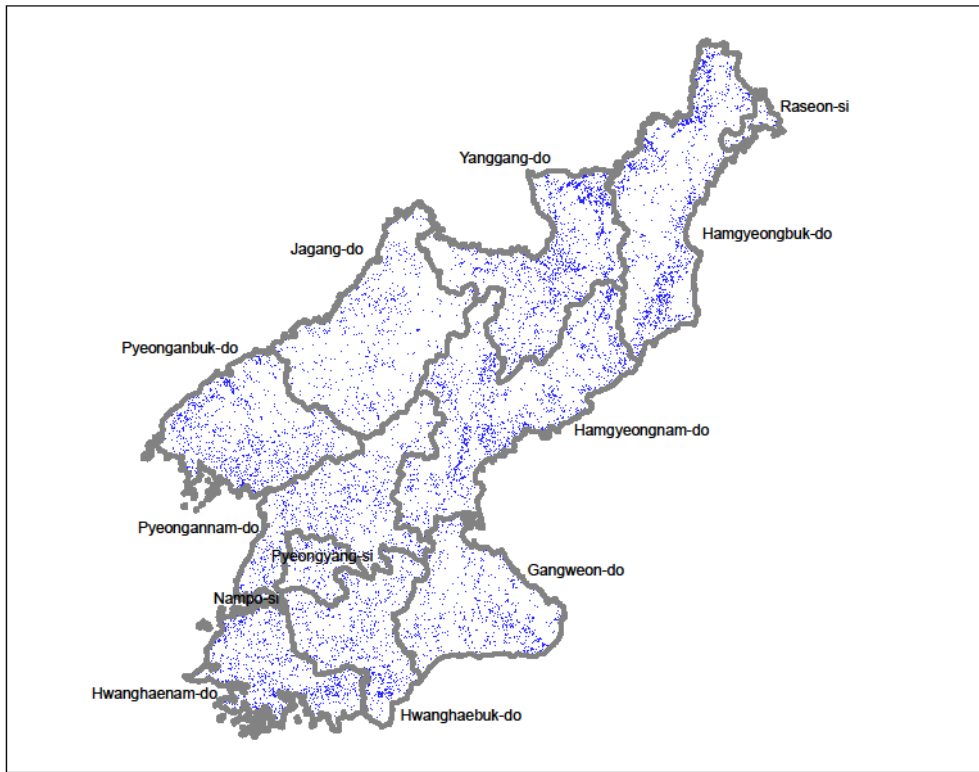 Raseon-si
Yanggang-do
Hamgyeongbuk-do
Jagang-do
Pyeonganbuk-do
Hamgyeongnam-do
Pyeongannam-do
Pyeongyang-si
Gangweon-do
Nampo-si
Hwanghaenam-do
Hwanghaebuk-do